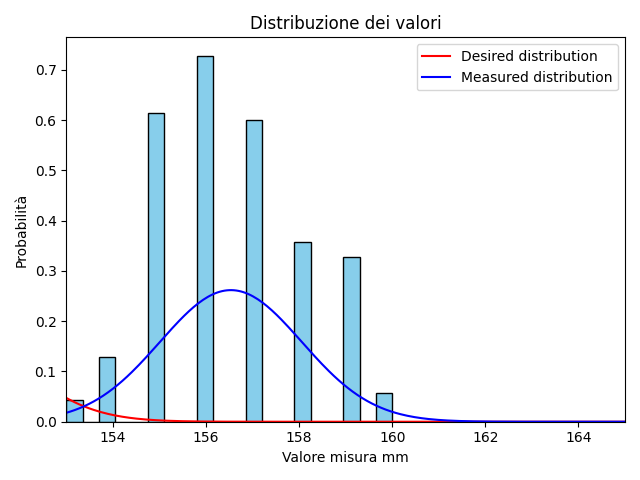 Distribuzione dei valori
Desired distribution
Measured distribution
Probabilità
0.7
0.6
0.5
0.4
0.3
0.2
0.1
0.0
154 156 158 160 162 164
Valore misura mm